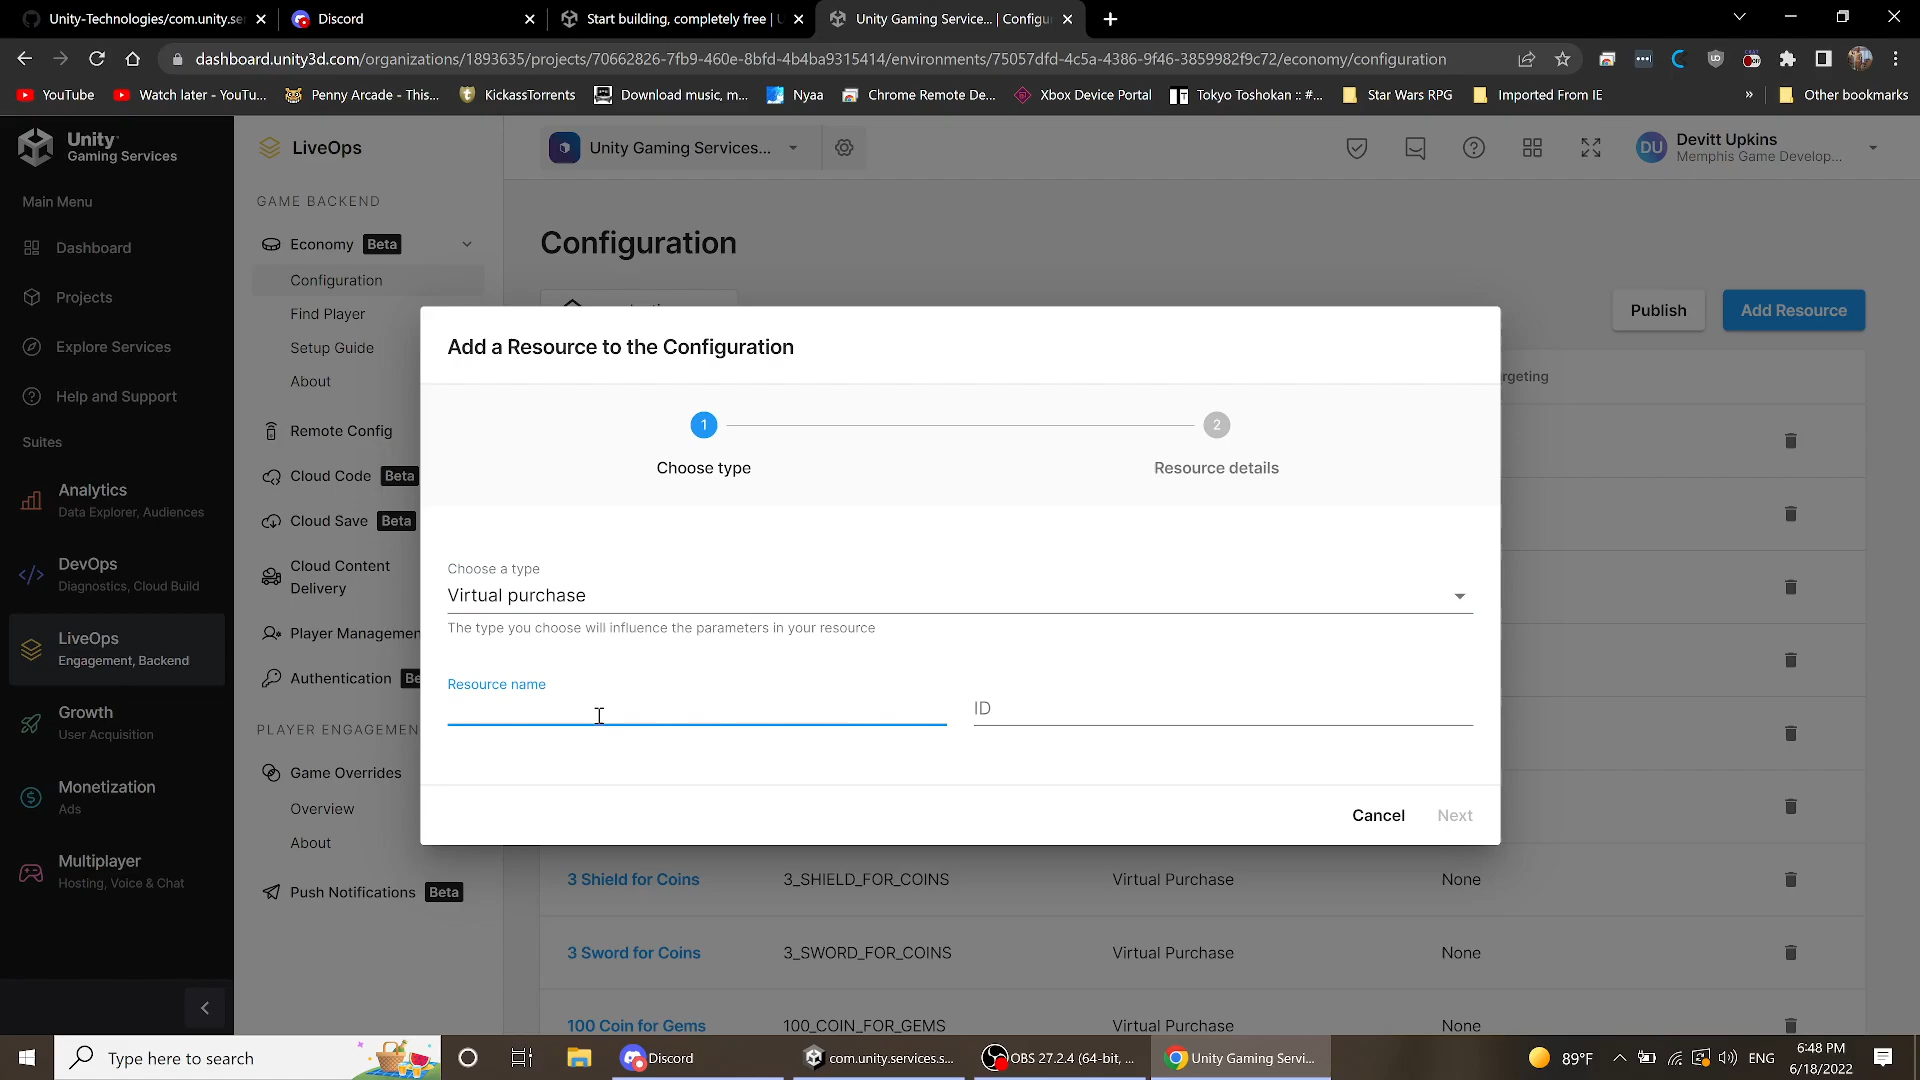 Unity-Technologies/com.unity.se
Discord
Start building, completely free | U
Unity Gaming Service... | Configu
dashboard.unity3d.com/organizations/1893635/projects/70662826-7fb9-460e-8bfd-4b4ba9315414/environments/75057dfd-4c5a-4386-9f46-3859982f9c72/economy/configuration
YouTube
Watch later - YouTu...
Penny Arcade - This...
KickassTorrents
Download music, m...
Nyaa
Chrome Remote De...
Xbox Device Portal
Tokyo Toshokan :: #...
Star Wars RPG
Imported From IE
»
Other bookmarks
Unity
Gaming Services
LiveOps
Unity Gaming Services...
DU
Devitt Upkins
Memphis Game Develop...
Main Menu
Dashboard
Projects
Explore Services
Help and Support
Suites
Analytics
Data Explorer, Audiences
DevOps
Diagnostics, Cloud Build
LiveOps
Engagement, Backend
Growth
User Acquisition
Monetization
Ads
Multiplayer
Hosting, Voice & Chat
GAME BACKEND
Economy Beta
Configuration
Find Player
Setup Guide
About
Remote Config
Cloud Code Beta
Cloud Save Beta
Cloud Content
Delivery
Player Managemen
Authentication Be
PLAYER ENGAGEMEN
Game Overrides
Overview
About
Push Notifications Beta
Configuration
Publish
Add Resource
rgeting
Add a Resource to the Configuration
1
2
Choose type
Resource details
Choose a type
Virtual purchase
The type you choose will influence the parameters in your resource
Resource name
ID
Cancel
Next
3 Shield for Coins 3_SHIELD_FOR_COINS Virtual Purchase None
3 Sword for Coins 3_SWORD_FOR_COINS Virtual Purchase None
100 Coin for Gems 100_COIN_FOR_GEMS Virtual Purchase None
Type here to search
Discord
com.unity.services.s...
OBS 27.2.4 (64-bit, ...
Unity Gaming Servi...
89°F
ENG
6:48 PM
6/18/2022